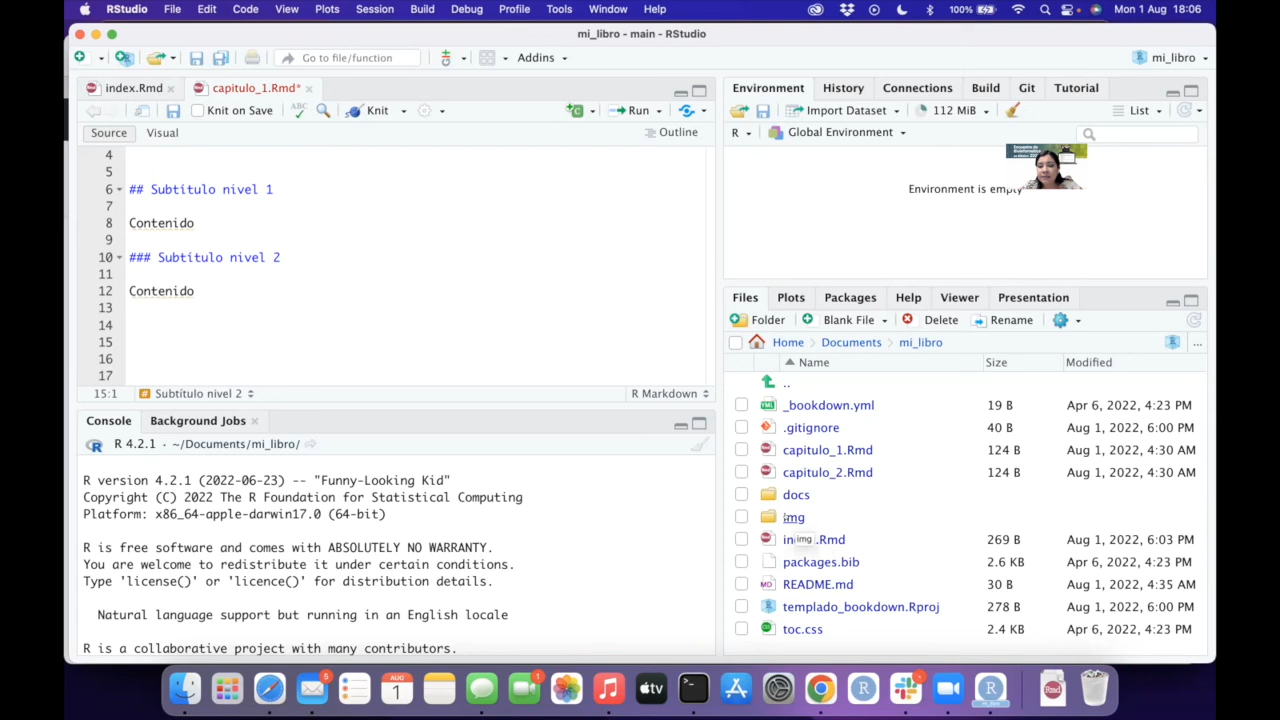 RStudio File Edit Code View Plots Session Build Debug Profile Tools Window Help 100% Mon 1 Aug 18:06
mi_libro - main - RStudio
Go to file/function Addins mi_libro
index.Rmd capitulo_1.Rmd*
Knit on Save ABC Knit Run
Source Visual Outline
4
5
6 ## Subtítulo nivel 1
7
8 Contenido
9
10 ### Subtítulo nivel 2
11
12 Contenido
13
14
15
16
17
15:1 # Subtítulo nivel 2 R Markdown
Console Background Jobs
R 4.2.1 · ~/Documents/mi_libro/
R version 4.2.1 (2022-06-23) -- "Funny-Looking Kid"
Copyright (C) 2022 The R Foundation for Statistical Computing
Platform: x86_64-apple-darwin17.0 (64-bit)
R is free software and comes with ABSOLUTELY NO WARRANTY.
You are welcome to redistribute it under certain conditions.
Type 'license()' or 'licence()' for distribution details.
Natural language support but running in an English locale
R is a collaborative project with many contributors.
Environment History Connections Build Git Tutorial
Import Dataset 112 MiB List
R Global Environment
Environment is empty
Files Plots Packages Help Viewer Presentation
Folder Blank File Delete Rename
Home Documents mi_libro ...
Name Size Modified
..
_bookdown.yml 19 B Apr 6, 2022, 4:23 PM
.gitignore 40 B Aug 1, 2022, 6:00 PM
capitulo_1.Rmd 124 B Aug 1, 2022, 4:30 AM
capitulo_2.Rmd 124 B Aug 1, 2022, 4:30 AM
docs
img
img
.Rmd 269 B Aug 1, 2022, 6:03 PM
packages.bib 2.6 KB Apr 6, 2022, 4:23 PM
README.md 30 B Aug 1, 2022, 4:35 AM
templado_bookdown.Rproj 278 B Aug 1, 2022, 6:00 PM
toc.css 2.4 KB Apr 6, 2022, 4:23 PM
5 AUG 1 1 tv R R Rmd